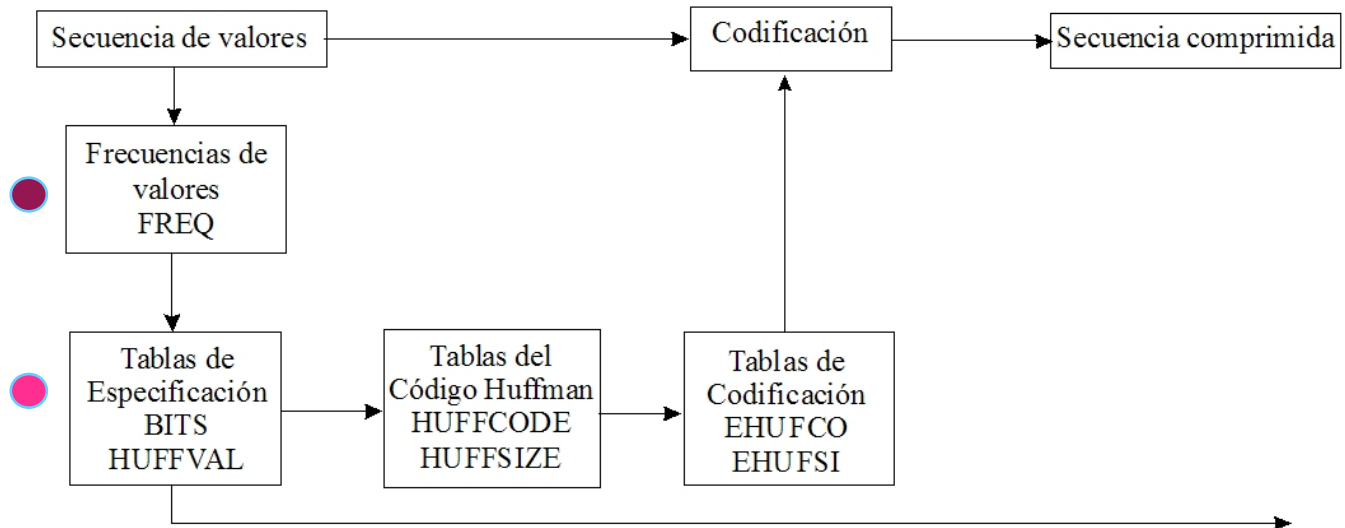 Secuencia de valores
Codificación
Secuencia comprimida
Frecuencias de
valores
FREQ
Tablas de
Especificación
BITS
HUFFVAL
Tablas del
Código Huffman
HUFFCODE
HUFFSIZE
Tablas de
Codificación
EHUFCO
EHUFSI